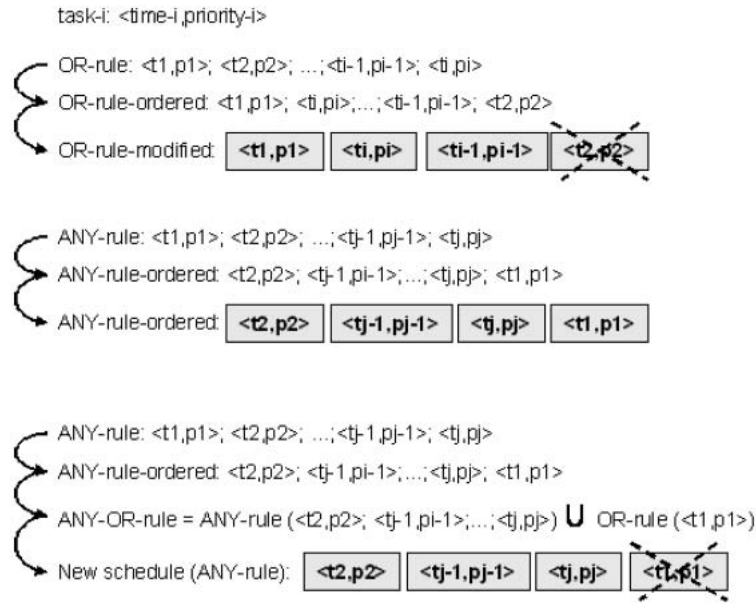 task-i: <time-i,priority-i>
OR-rule: <t1,p1>; <t2,p2>; ...;<ti-1,pi-1>; <ti,pi>
OR-rule-ordered: <t1,p1>; <ti,pi>;...;<ti-1,pi-1>; <t2,p2>
OR-rule-modified: <t1,p1> <ti,pi> <ti-1,pi-1> <t2,p2>
ANY-rule: <t1,p1>; <t2,p2>; ...;<tj-1,pj-1>; <tj,pj>
ANY-rule-ordered: <t2,p2>; <tj-1,pi-1>;...;<tj,pj>; <t1,p1>
ANY-rule-ordered: <t2,p2> <tj-1,pj-1> <tj,pj> <t1,p1>
ANY-rule: <t1,p1>; <t2,p2>; ...;<tj-1,pj-1>; <tj,pj>
ANY-rule-ordered: <t2,p2>; <tj-1,pi-1>;...;<tj,pj>; <t1,p1>
ANY-OR-rule = ANY-rule (<t2,p2>; <tj-1,pi-1>;...;<tj,pj>) U OR-rule (<t1,p1>)
New schedule (ANY-rule): <t2,p2> <tj-1,pj-1> <tj,pj> <t1,p1>